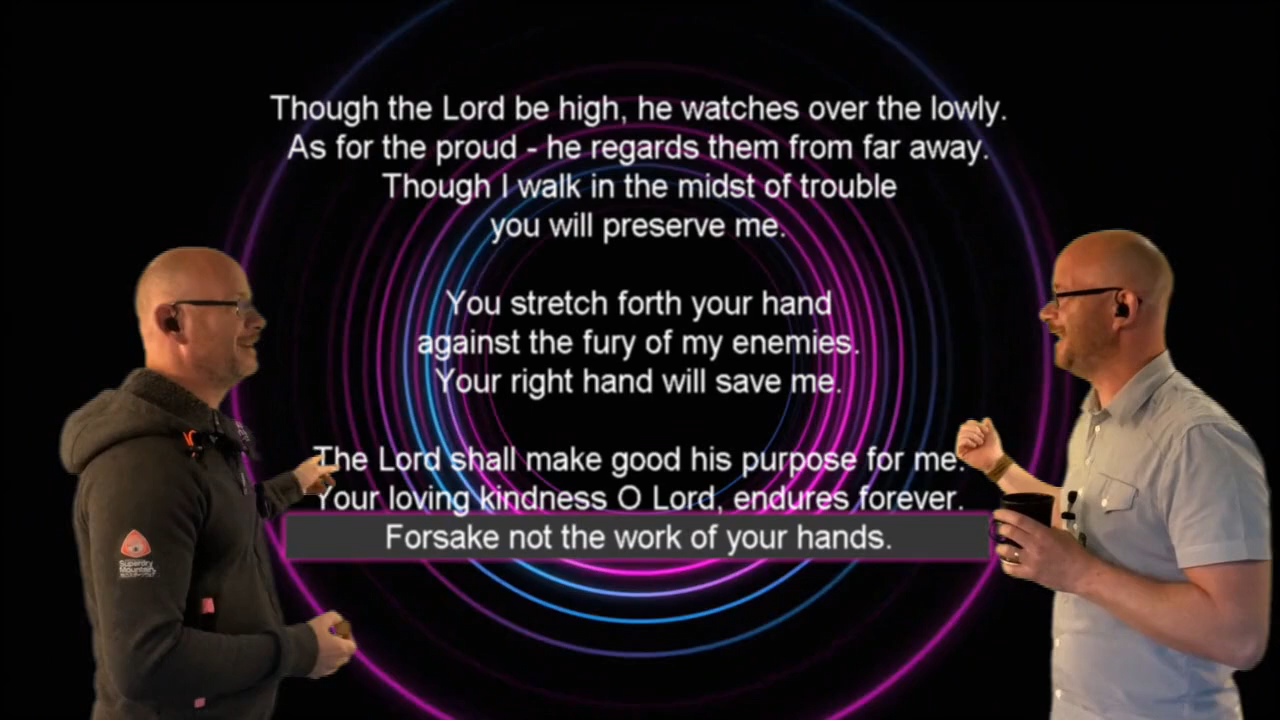 Though the Lord be high, he watches over the lowly.
As for the proud - he regards them from far away.
Though I walk in the midst of trouble
you will preserve me.
You stretch forth your hand
against the fury of my enemies.
Your right hand will save me.
The Lord shall make good his purpose for me.
Your loving kindness O Lord, endures forever.
Forsake not the work of your hands.
Superdry
Mountain